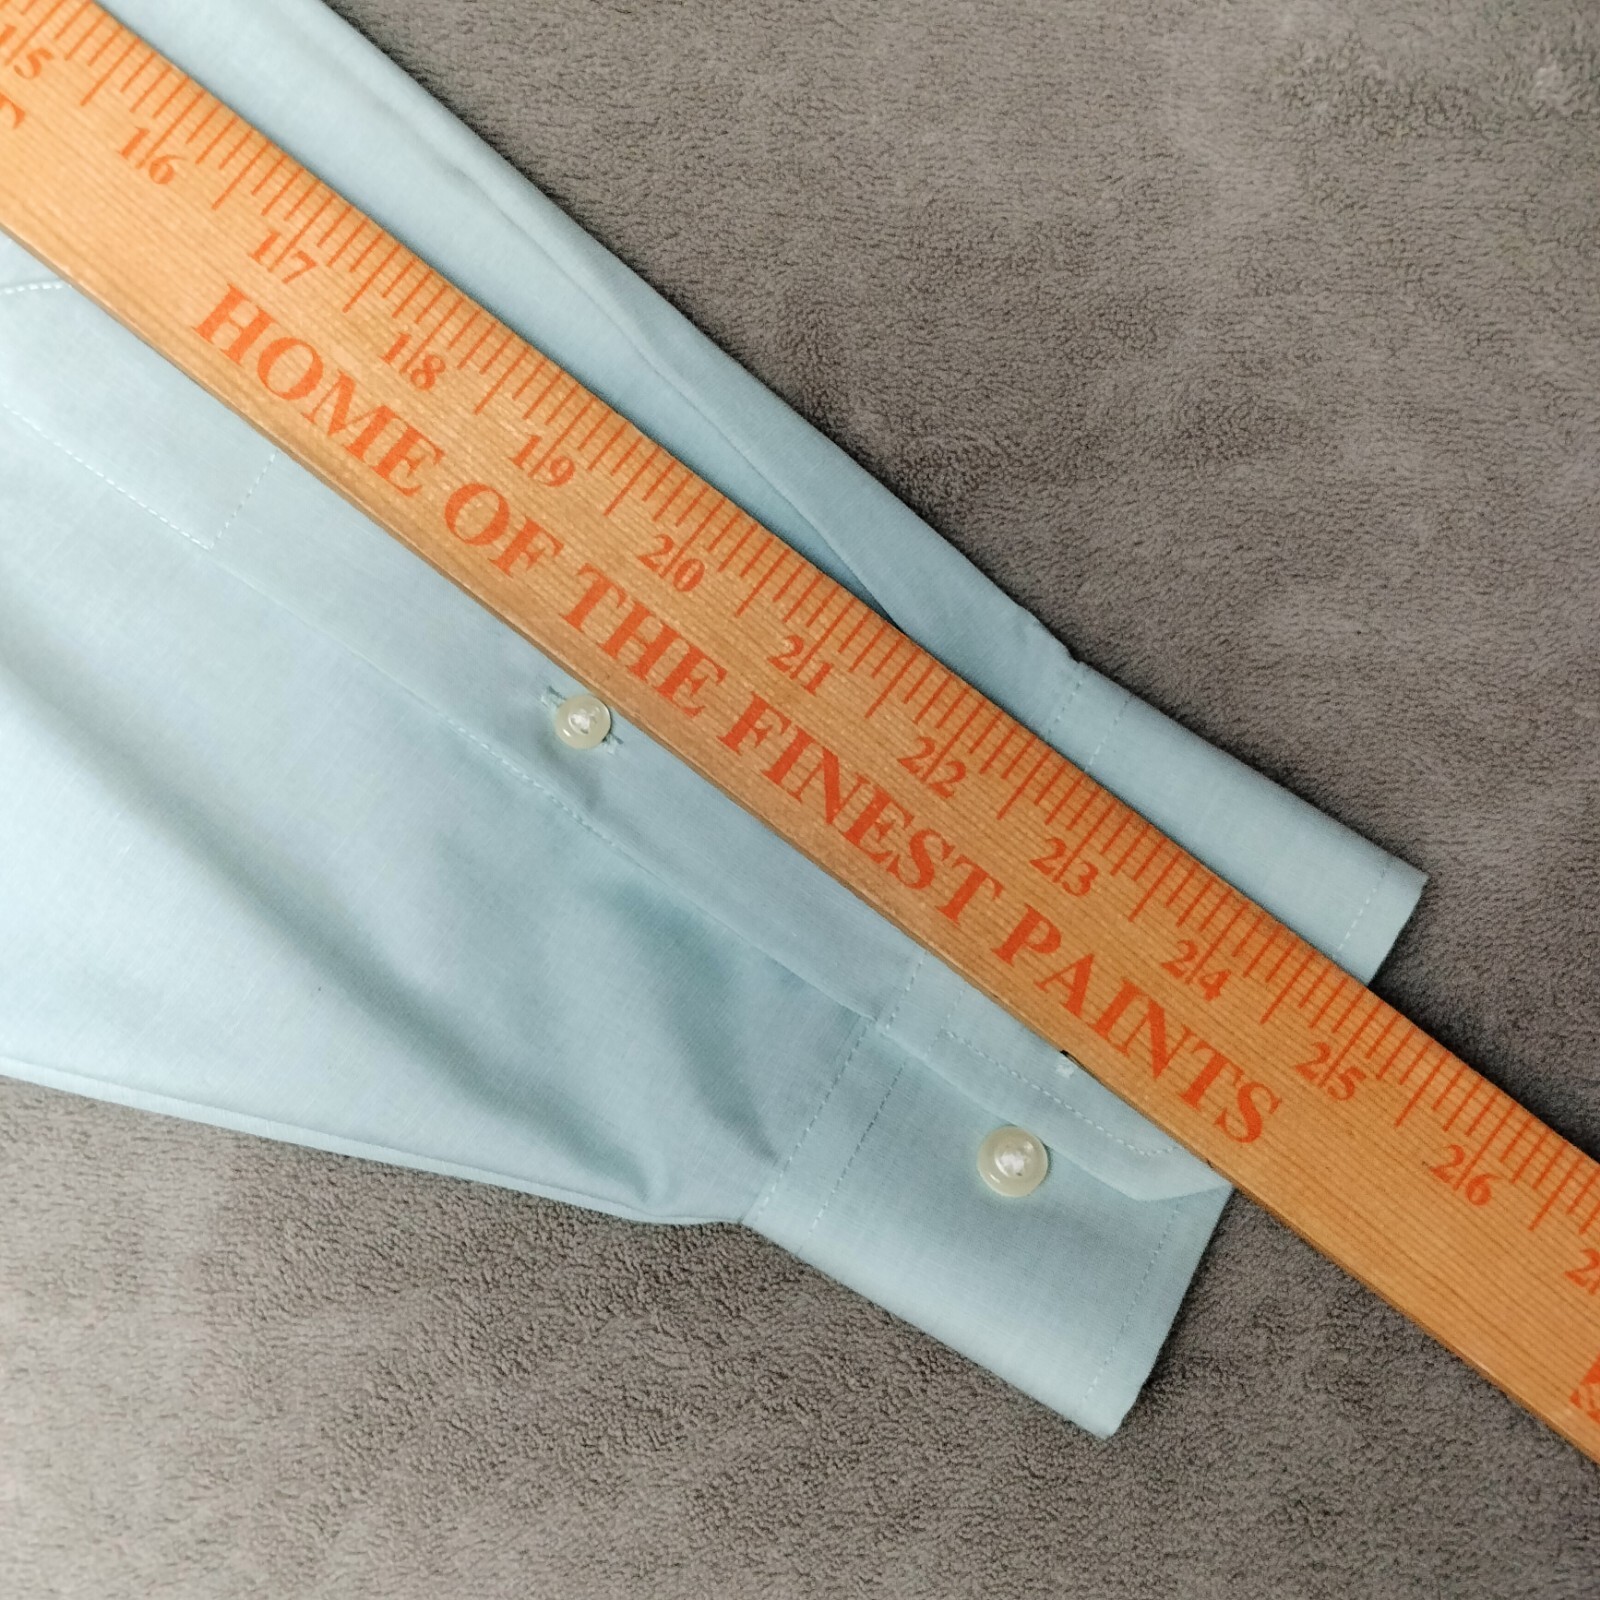 15 16 17 18 19 20 21 22 23 24 25 26
HOME OF THE FINEST PAINTS